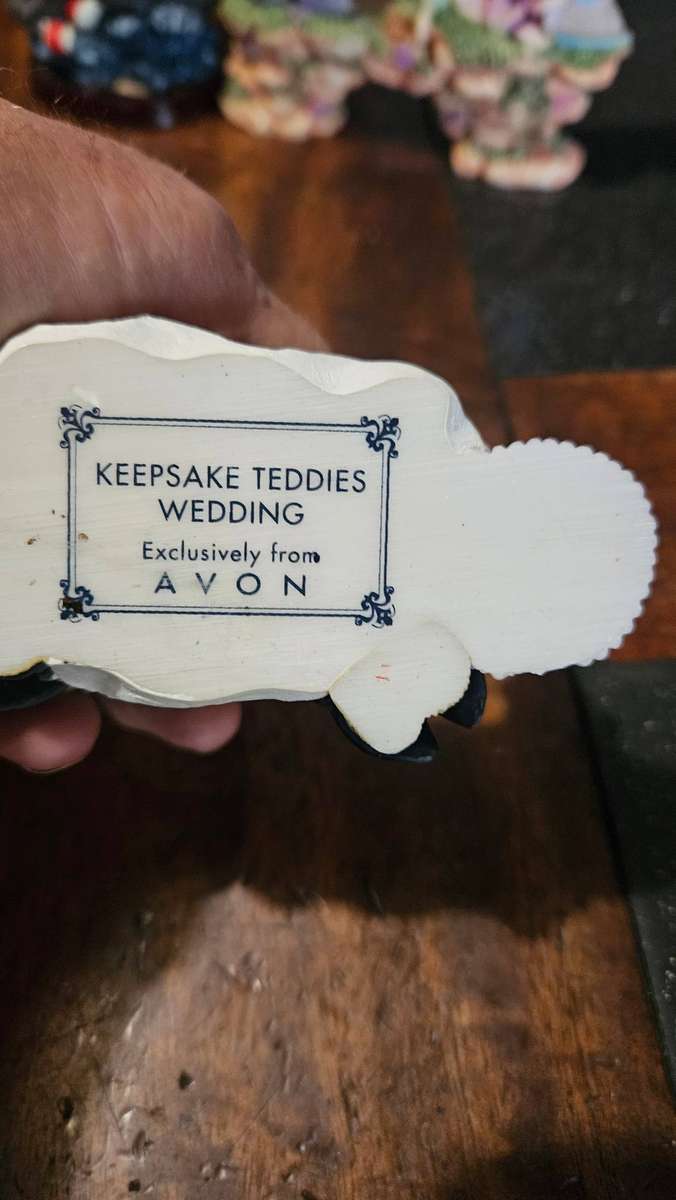 KEEPSAKE TEDDIES
WEDDING
Exclusively from
AVON